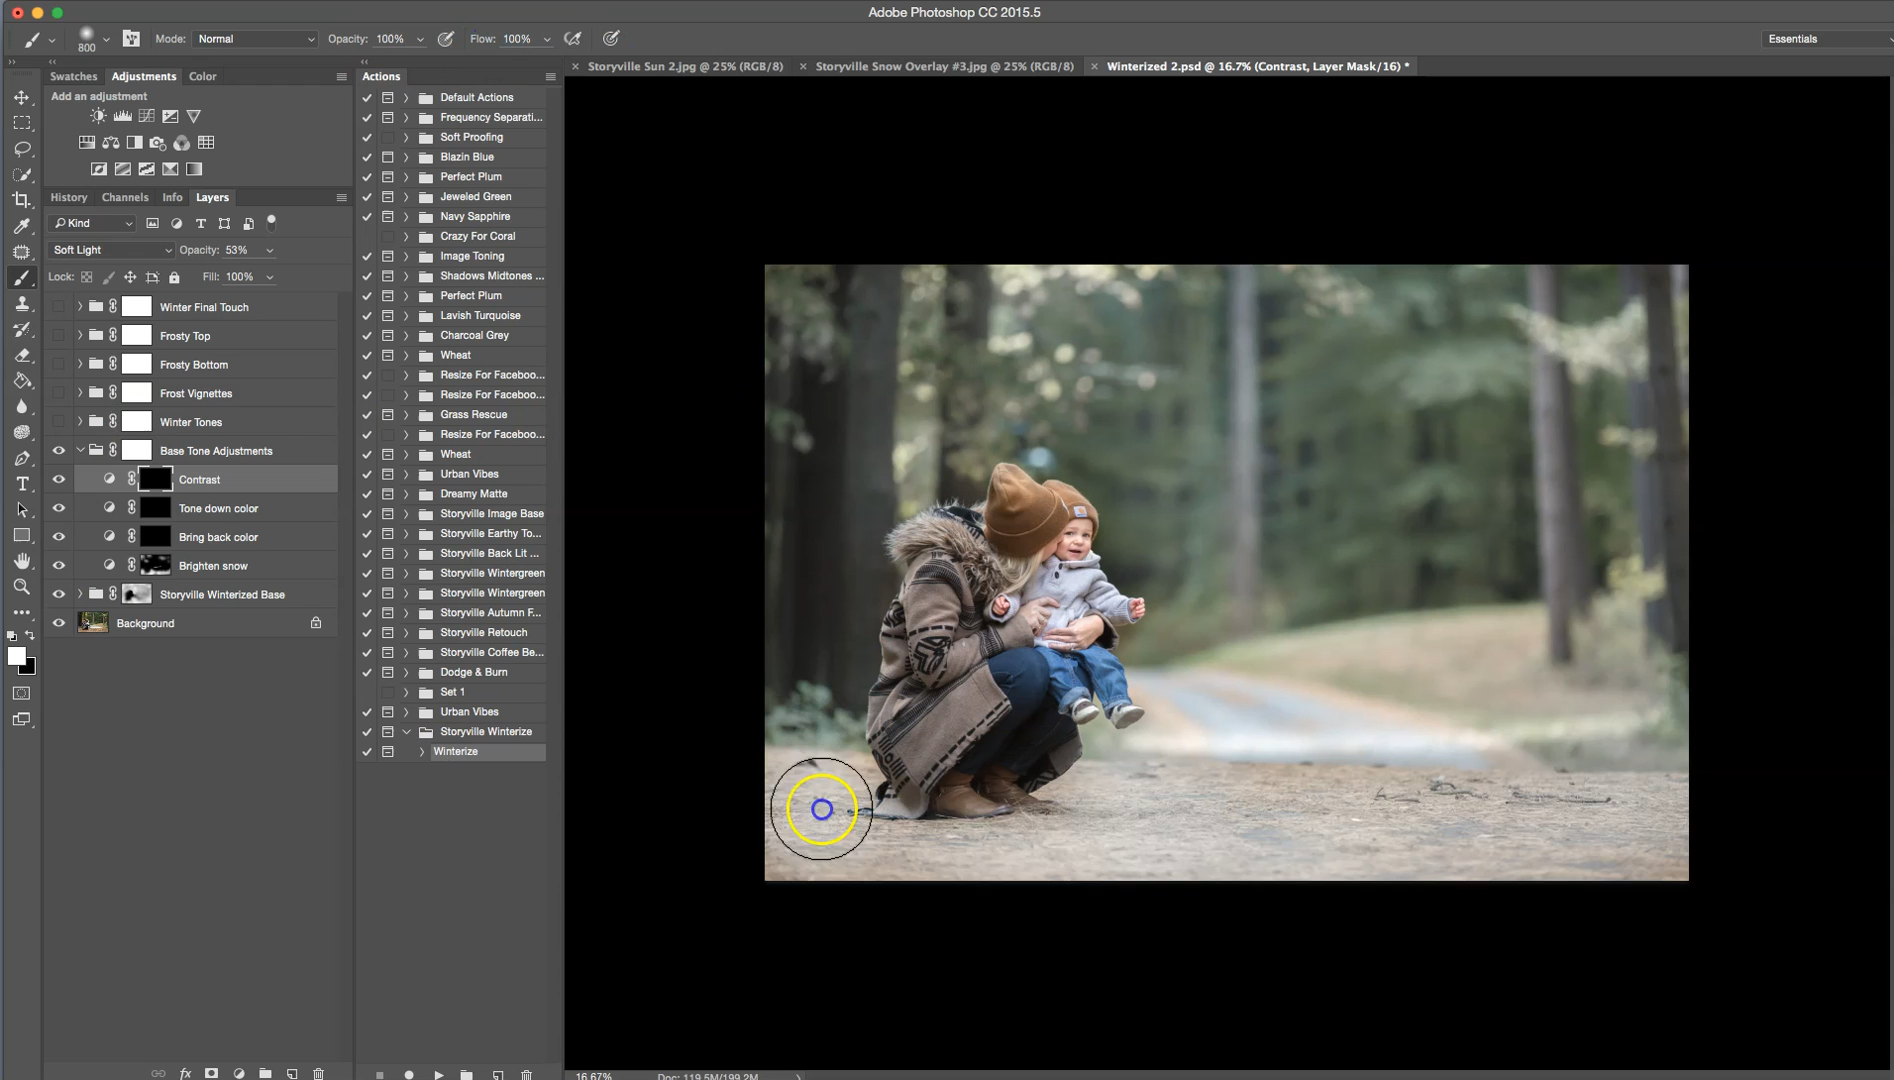 Adobe Photoshop CC 2015.5
800
Mode: Normal
Opacity: 100%
Flow: 100%
Essentials
Swatches
Adjustments
Color
Actions
Storyville Sun 2.jpg @ 25% (RGB/8)
Storyville Snow Overlay #3.jpg @ 25% (RGB/8)
Winterized 2.psd @ 16.7% (Contrast, Layer Mask/16) *
Add an adjustment
History
Channels
Info
Layers
Kind
Soft Light
Opacity: 53%
Lock:
Fill: 100%
Winter Final Touch
Frosty Top
Frosty Bottom
Frost Vignettes
Winter Tones
Base Tone Adjustments
Contrast
Tone down color
Bring back color
Brighten snow
Storyville Winterized Base
Background
fx
Default Actions
Frequency Separati...
Soft Proofing
Blazin Blue
Perfect Plum
Jeweled Green
Navy Sapphire
Crazy For Coral
Image Toning
Shadows Midtones ...
Perfect Plum
Lavish Turquoise
Charcoal Grey
Wheat
Resize For Faceboo...
Resize For Faceboo...
Grass Rescue
Resize For Faceboo...
Wheat
Urban Vibes
Dreamy Matte
Storyville Image Base
Storyville Earthy To...
Storyville Back Lit ...
Storyville Wintergreen
Storyville Wintergreen
Storyville Autumn F...
Storyville Retouch
Storyville Coffee Be...
Dodge & Burn
Set 1
Urban Vibes
Storyville Winterize
Winterize
16.67%
Doc: 119.5M/199.2M